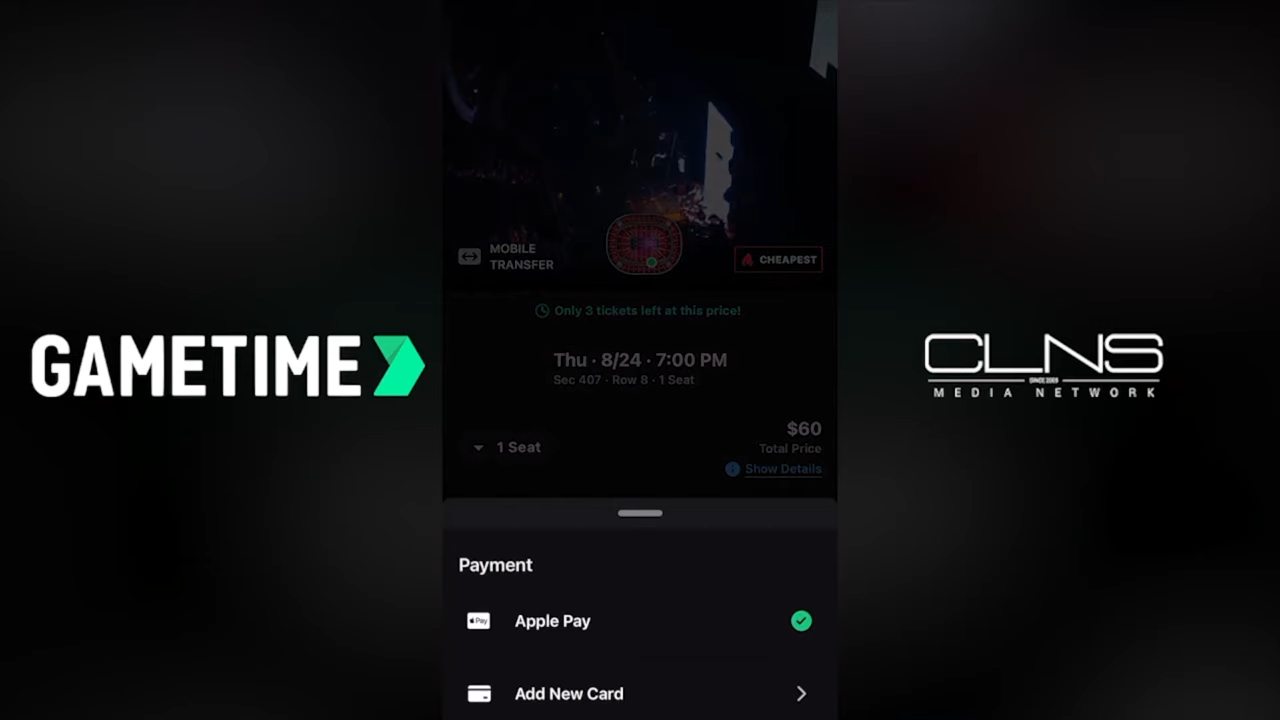 MOBILE
TRANSFER
CHEAPEST
Only 3 tickets left at this price!
GAMETIME
CLNS
SINCE 2009
MEDIA NETWORK
Thu · 8/24 · 7:00 PM
Sec 407 · Row 8 · 1 Seat
1 Seat
$60
Total Price
Show Details
Payment
Pay
Apple Pay
Add New Card